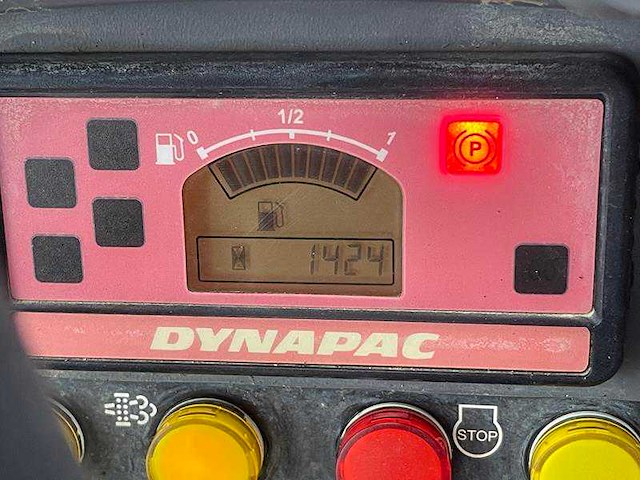 0 1/2 1
P
1424
DYNAPAC
STOP